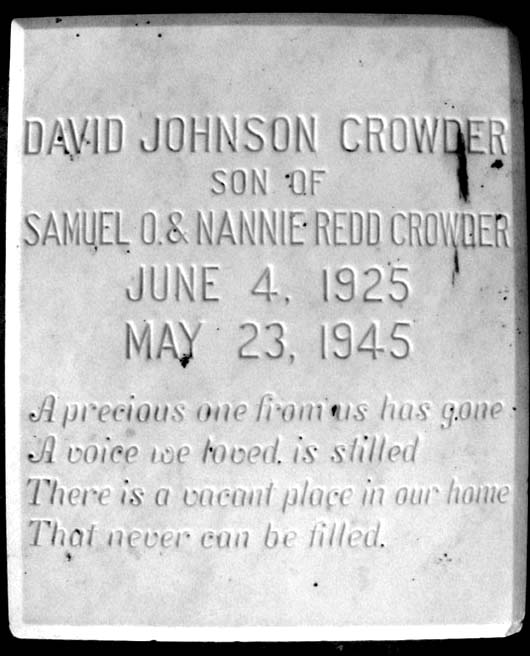 DAVID JOHNSON CROWDER
SON OF
SAMUEL O. & NANNIE REDD CROWDER
JUNE 4, 1925
MAY 23, 1945
A precious one from us has gone
A voice we loved is stilled
There is a vacant place in our home
That never can be filled.